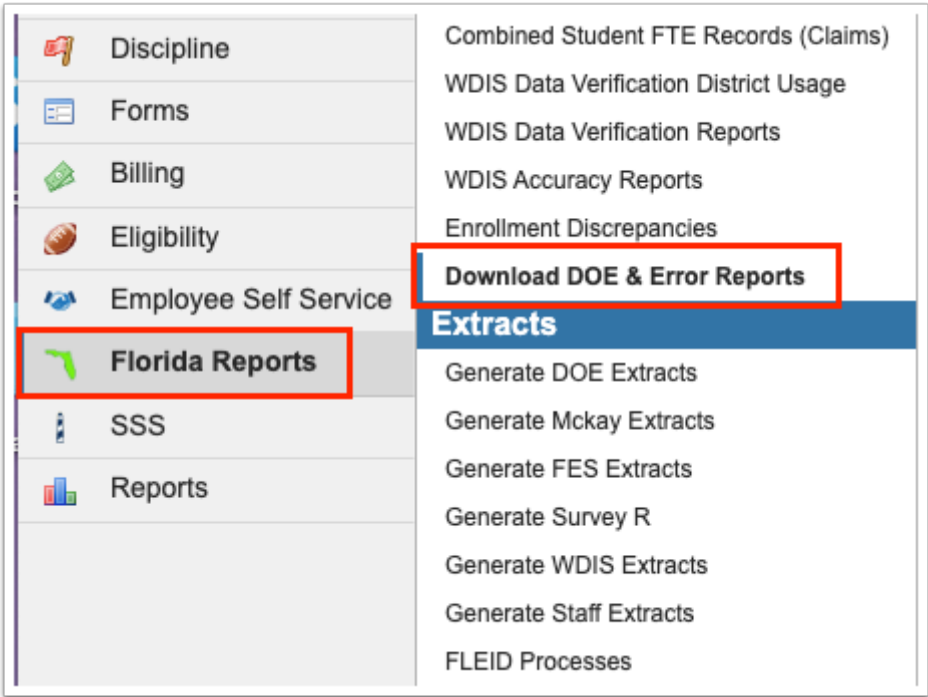 Discipline
Forms
Billing
Eligibility
Employee Self Service
Florida Reports
SSS
Reports
Combined Student FTE Records (Claims)
WDIS Data Verification District Usage
WDIS Data Verification Reports
WDIS Accuracy Reports
Enrollment Discrepancies
Download DOE & Error Reports
Extracts
Generate DOE Extracts
Generate Mckay Extracts
Generate FES Extracts
Generate Survey R
Generate WDIS Extracts
Generate Staff Extracts
FLEID Processes